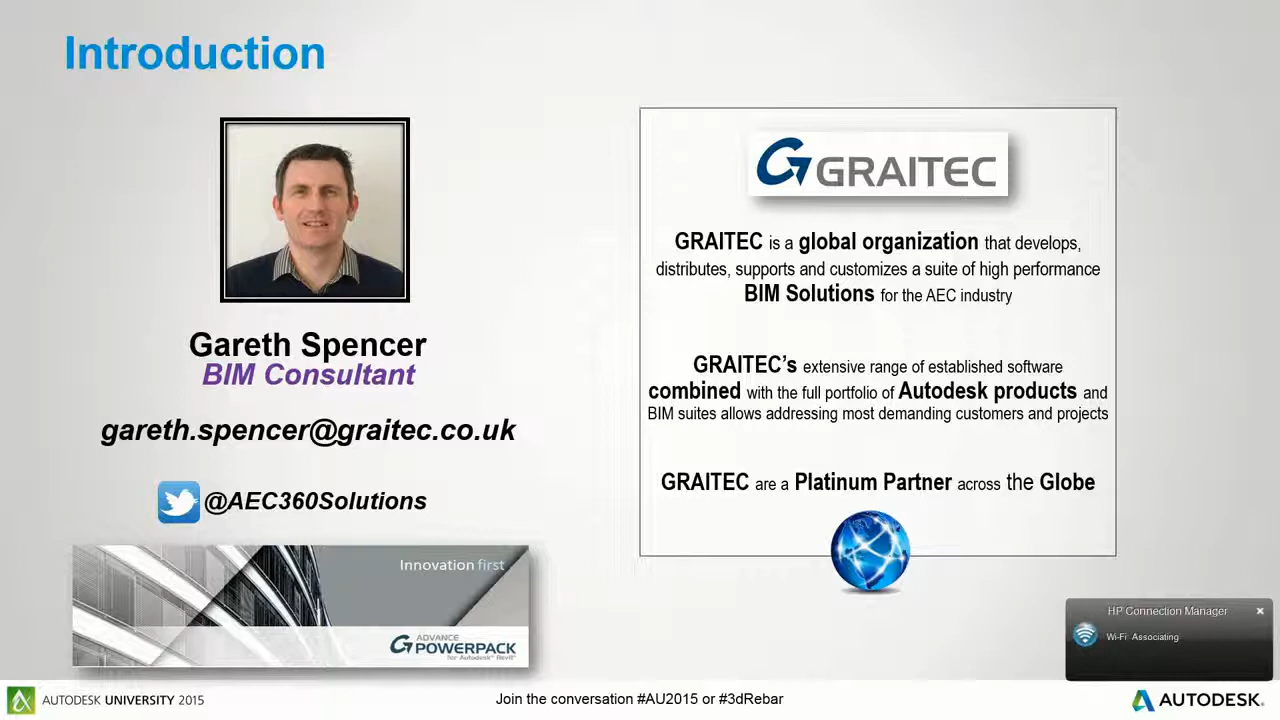 Introduction
Gareth Spencer
BIM Consultant
gareth.spencer@graitec.co.uk
@AEC360Solutions
Innovation first
ADVANCE
POWERPACK
for Autodesk® Revit®
GRAITEC
GRAITEC is a global organization that develops,
distributes, supports and customizes a suite of high performance
BIM Solutions for the AEC industry
GRAITEC’s extensive range of established software
combined with the full portfolio of Autodesk products and
BIM suites allows addressing most demanding customers and projects
GRAITEC are a Platinum Partner across the Globe
HP Connection Manager
Wi-Fi Associating
AUTODESK UNIVERSITY 2015
Join the conversation #AU2015 or #3dRebar
AUTODESK.